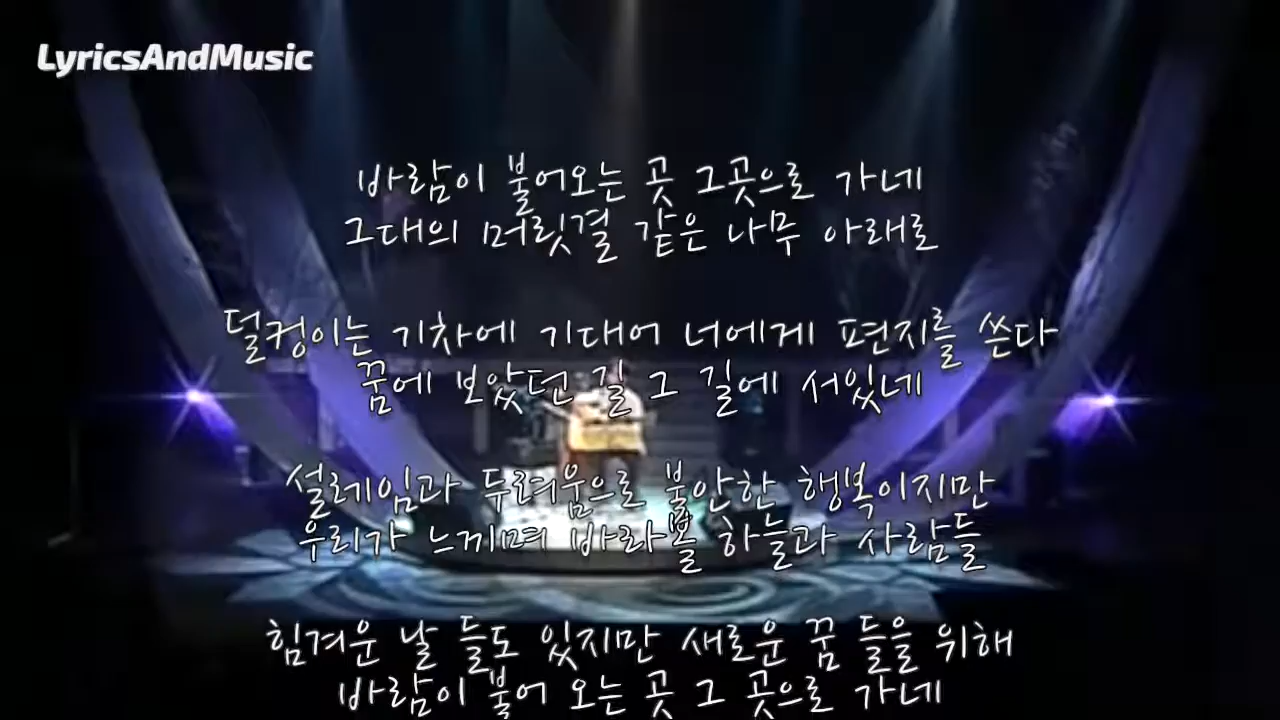 LyricsAndMusic
바람이 불어오는 곳 그곳으로 가네
그대의 머릿결 같은 나무 아래로
덜컹이는 기차에 기대어 너에게 편지를 쓴다
꿈에 보았던 길 그 길에 서있네
설레임과 두려움으로 불안한 행복이지만
우리가 느끼며 바라볼 하늘과 사람들
힘겨운 날 들도 있지만 새로운 꿈 들을 위해
바람이 불어 오는 곳 그 곳으로 가네